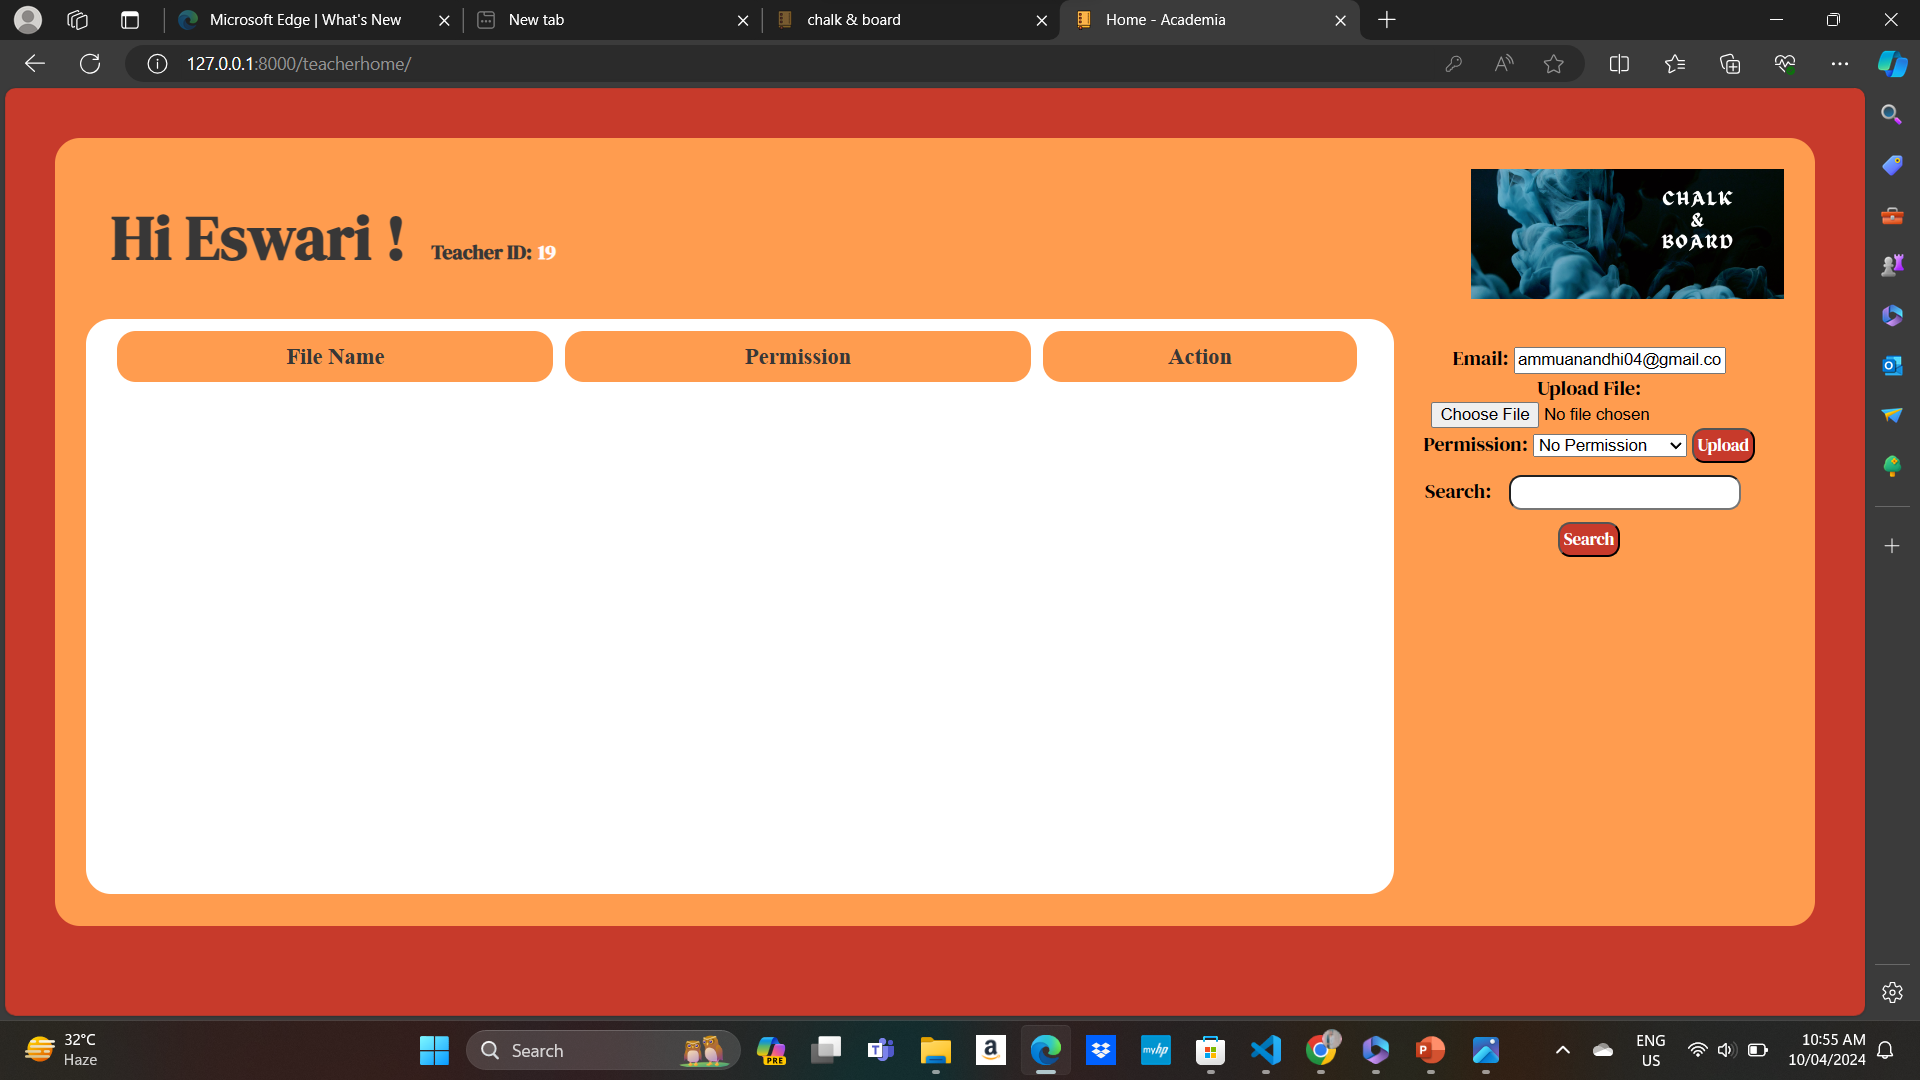 Microsoft Edge | What's New
New tab
chalk & board
Home - Academia
127.0.0.1:8000/teacherhome/
Hi Eswari !
Teacher ID: 19
CHALK
&
BOARD
File Name
Permission
Action
Email: ammuanandhi04@gmail.co
Upload File:
Choose File No file chosen
Permission: No Permission Upload
Search:
Search
32°C
Haze
Search
PRE
a
myhp
P
ENG
US
10:55 AM
10/04/2024